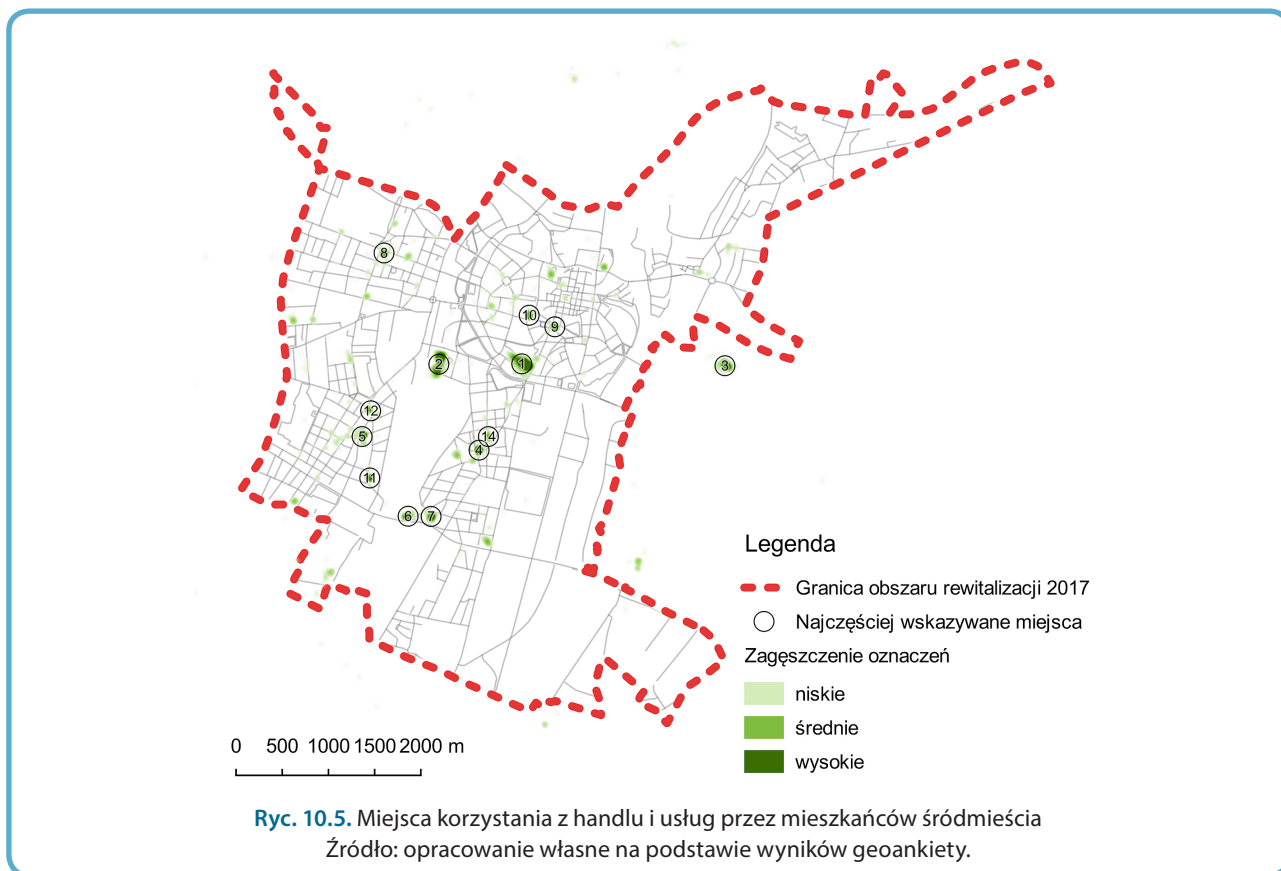 8
10
9
2
1
3
12
5
14
4
11
6
7
Legenda
Granica obszaru rewitalizacji 2017
Najczęściej wskazywane miejsca
Zagęszczenie oznaczeń
niskie
średnie
wysokie
0 500 1000 1500 2000 m
Ryc. 10.5. Miejsca korzystania z handlu i usług przez mieszkańców śródmieścia
Źródło: opracowanie własne na podstawie wyników geoankiety.